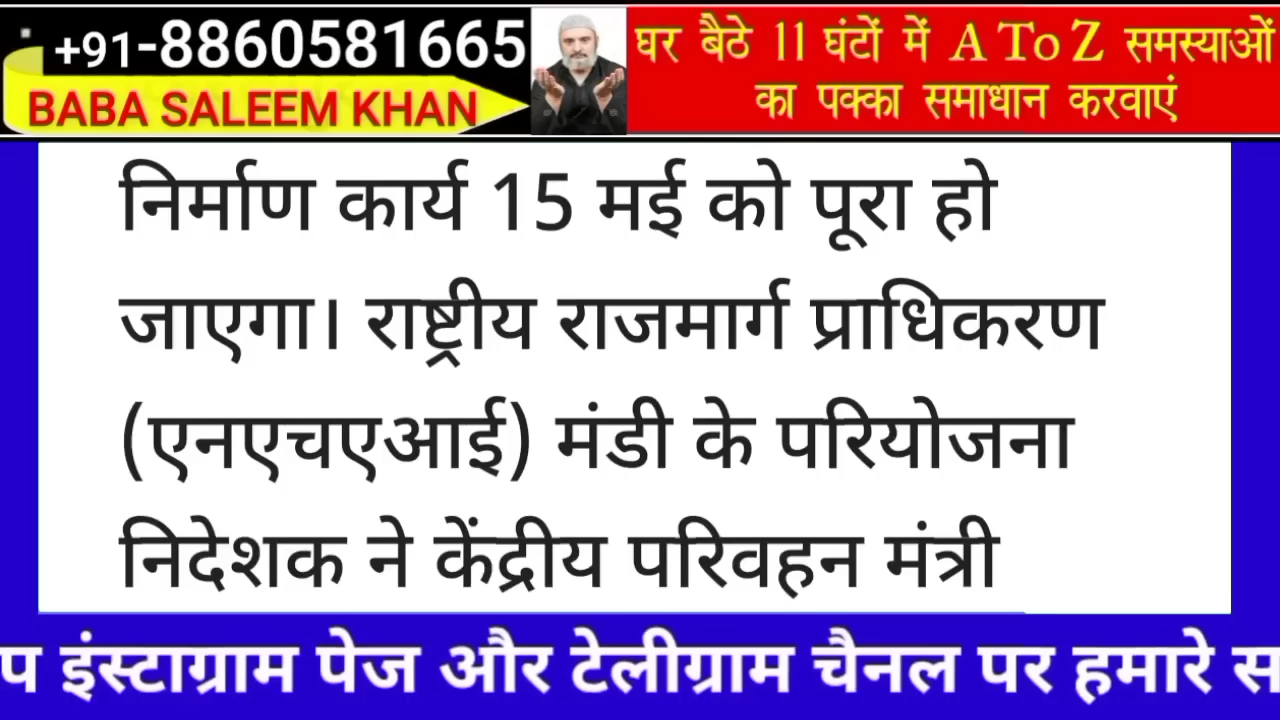 +91-8860581665
BABA SALEEM KHAN
घर बैठे 11 घंटों में A To Z समस्याओं
का पक्का समाधान करवाएं
निर्माण कार्य 15 मई को पूरा हो
जाएगा। राष्ट्रीय राजमार्ग प्राधिकरण
(एनएचएआई) मंडी के परियोजना
निदेशक ने केंद्रीय परिवहन मंत्री
प इंस्टाग्राम पेज और टेलीग्राम चैनल पर हमारे स